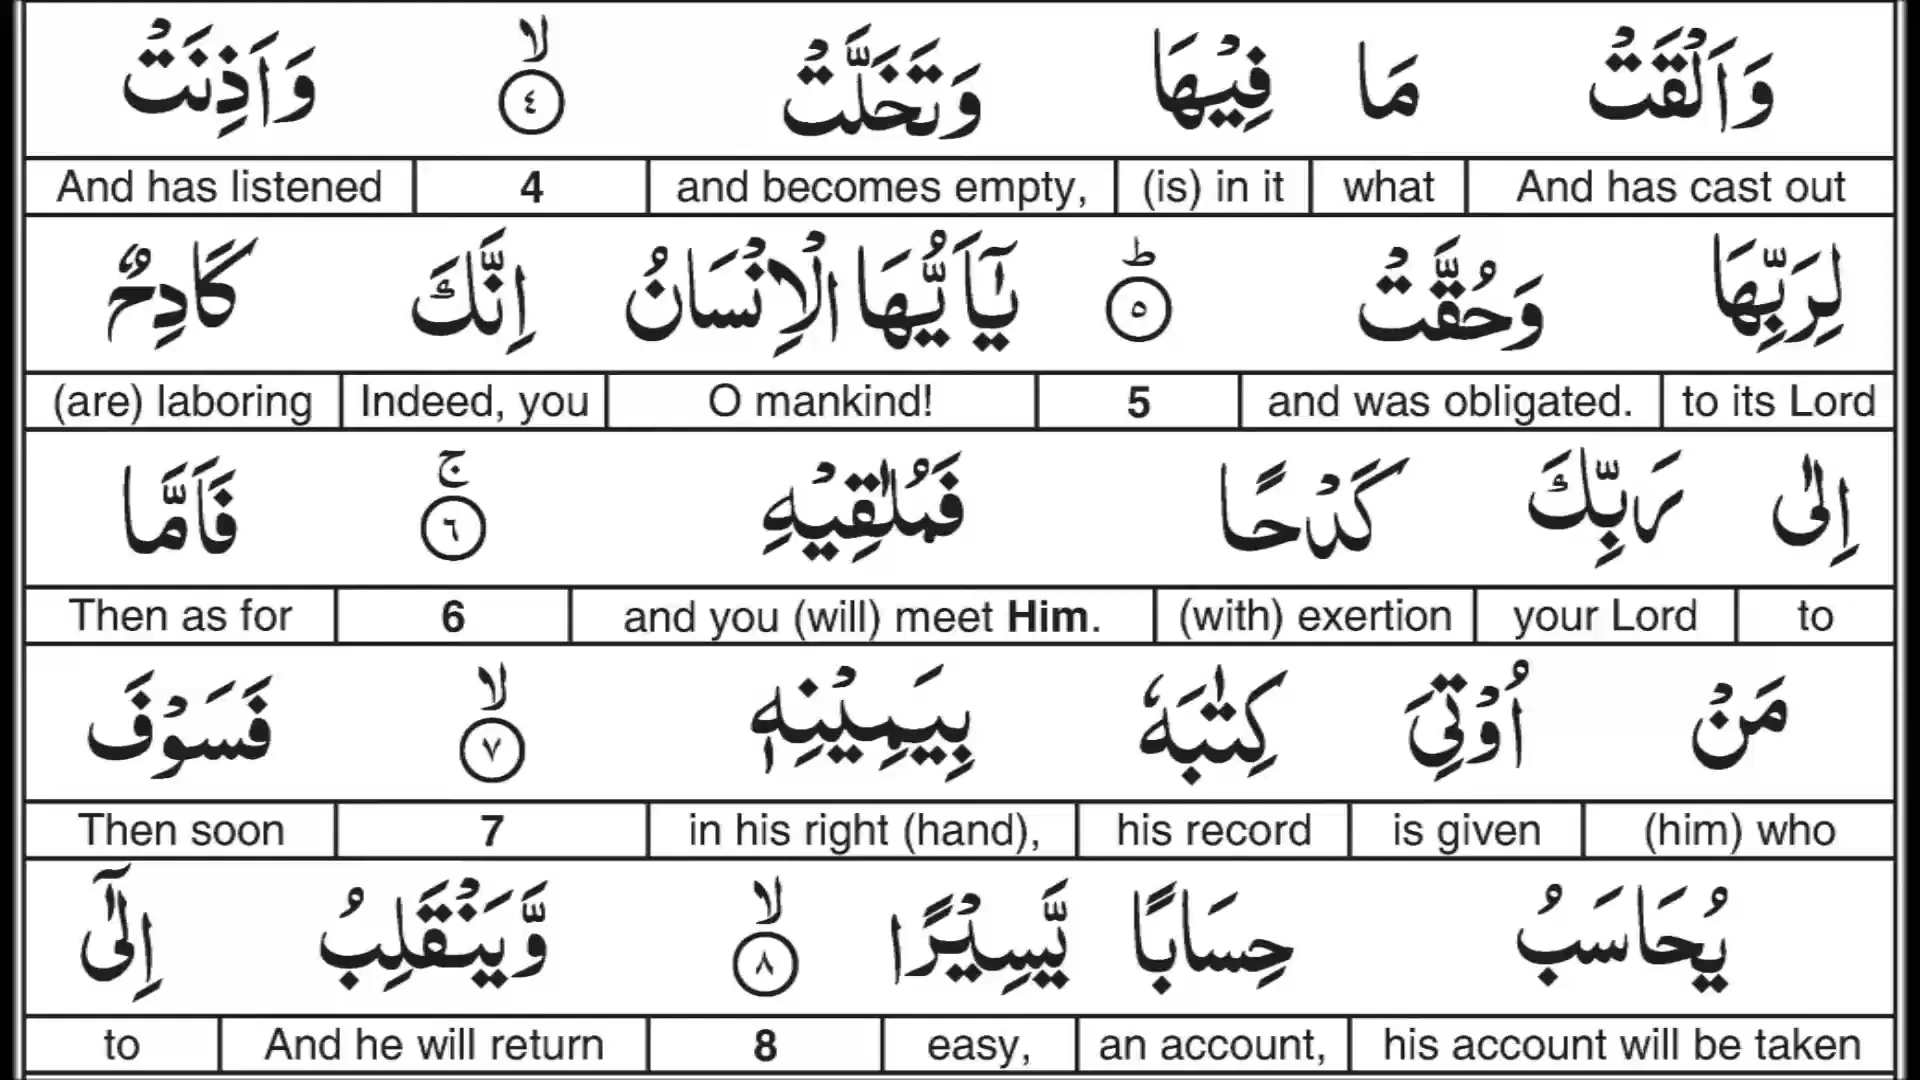 وَاَلْقَتْ مَا فِيْهَا وَتَخَلَّتْ ۙ‏﴿٤﴾ وَاَذِنَتْ
And has listened 4 and becomes empty, (is) in it what And has cast out
لِرَبِّهَا وَحُقَّتْ ؕ‏﴿٥﴾ يٰۤاَيُّهَا الْاِنْسَانُ اِنَّكَ كَادِحٌ
(are) laboring Indeed, you O mankind! 5 and was obligated. to its Lord
اِلٰى رَبِّكَ كَدْحًا فَمُلٰقِيْهِ ۚ‏﴿٦﴾ فَاَمَّا
Then as for 6 and you (will) meet Him. (with) exertion your Lord to
مَنْ اُوْتِيَ كِتٰبَهٗ بِيَمِيْنِهٖ ۙ‏﴿٧﴾ فَسَوْفَ
Then soon 7 in his right (hand), his record is given (him) who
يُحَاسَبُ حِسَابًا يَّسِيْرًا ۙ‏﴿٨﴾ وَّيَنْقَلِبُ اِلٰٓى
to And he will return 8 easy, an account, his account will be taken